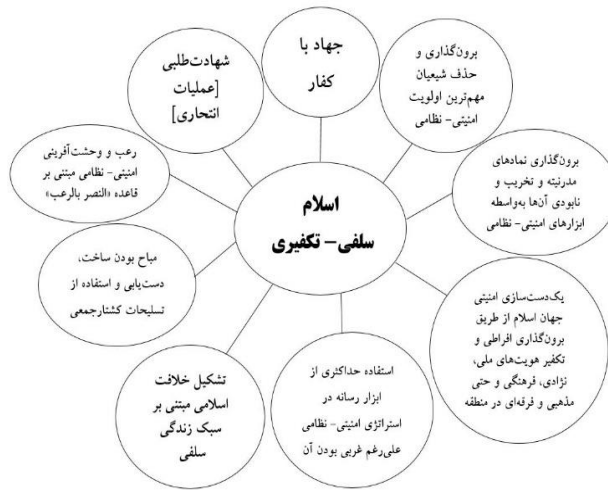 جهاد با
کفار
برون‌گذاری و
حذف شیعیان
مهم‌ترین اولویت
امنیتی- نظامی
برون‌گذاری نمادهای
مدرنیته و تخریب و
نابودی آن‌ها به‌واسطه
ابزارهای امنیتی- نظامی
یک‌دست‌سازی امنیتی
جهان اسلام از طریق
برون‌گذاری افراطی و
تکفیر هویت‌های ملی،
نژادی، فرهنگی و حتی
مذهبی و فرقه‌ای در منطقه
استفاده حداکثری از
ابزار رسانه در
استراتژی امنیتی- نظامی
علی‌رغم غربی بودن آن
تشکیل خلافت
اسلامی مبتنی بر
سبک زندگی
سلفی
مباح بودن ساخت،
دست‌یابی و استفاده از
تسلیحات کشتارجمعی
رعب و وحشت‌آفرینی
امنیتی- نظامی مبتنی بر
قاعده «النصر بالرعب»
شهادت‌طلبی
[عملیات
انتحاری]
اسلام
سلفی- تکفیری